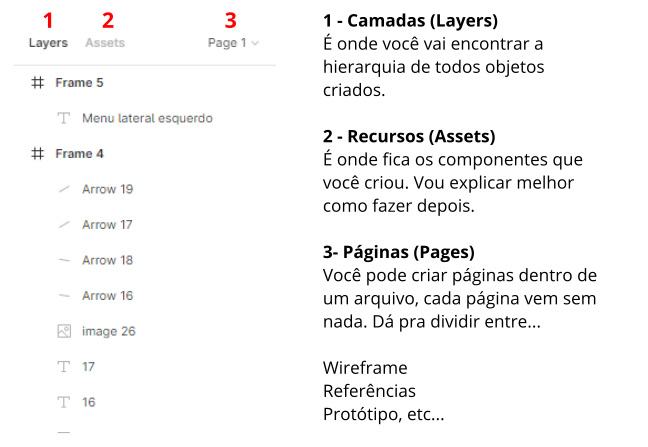 1 2 3
Layers Assets Page 1
Frame 5
Menu lateral esquerdo
Frame 4
Arrow 19
Arrow 17
Arrow 18
Arrow 16
image 26
17
16
1 - Camadas (Layers)
É onde você vai encontrar a
hierarquia de todos objetos
criados.
2 - Recursos (Assets)
É onde fica os componentes que
você criou. Vou explicar melhor
como fazer depois.
3- Páginas (Pages)
Você pode criar páginas dentro de
um arquivo, cada página vem sem
nada. Dá pra dividir entre...
Wireframe
Referências
Protótipo, etc...